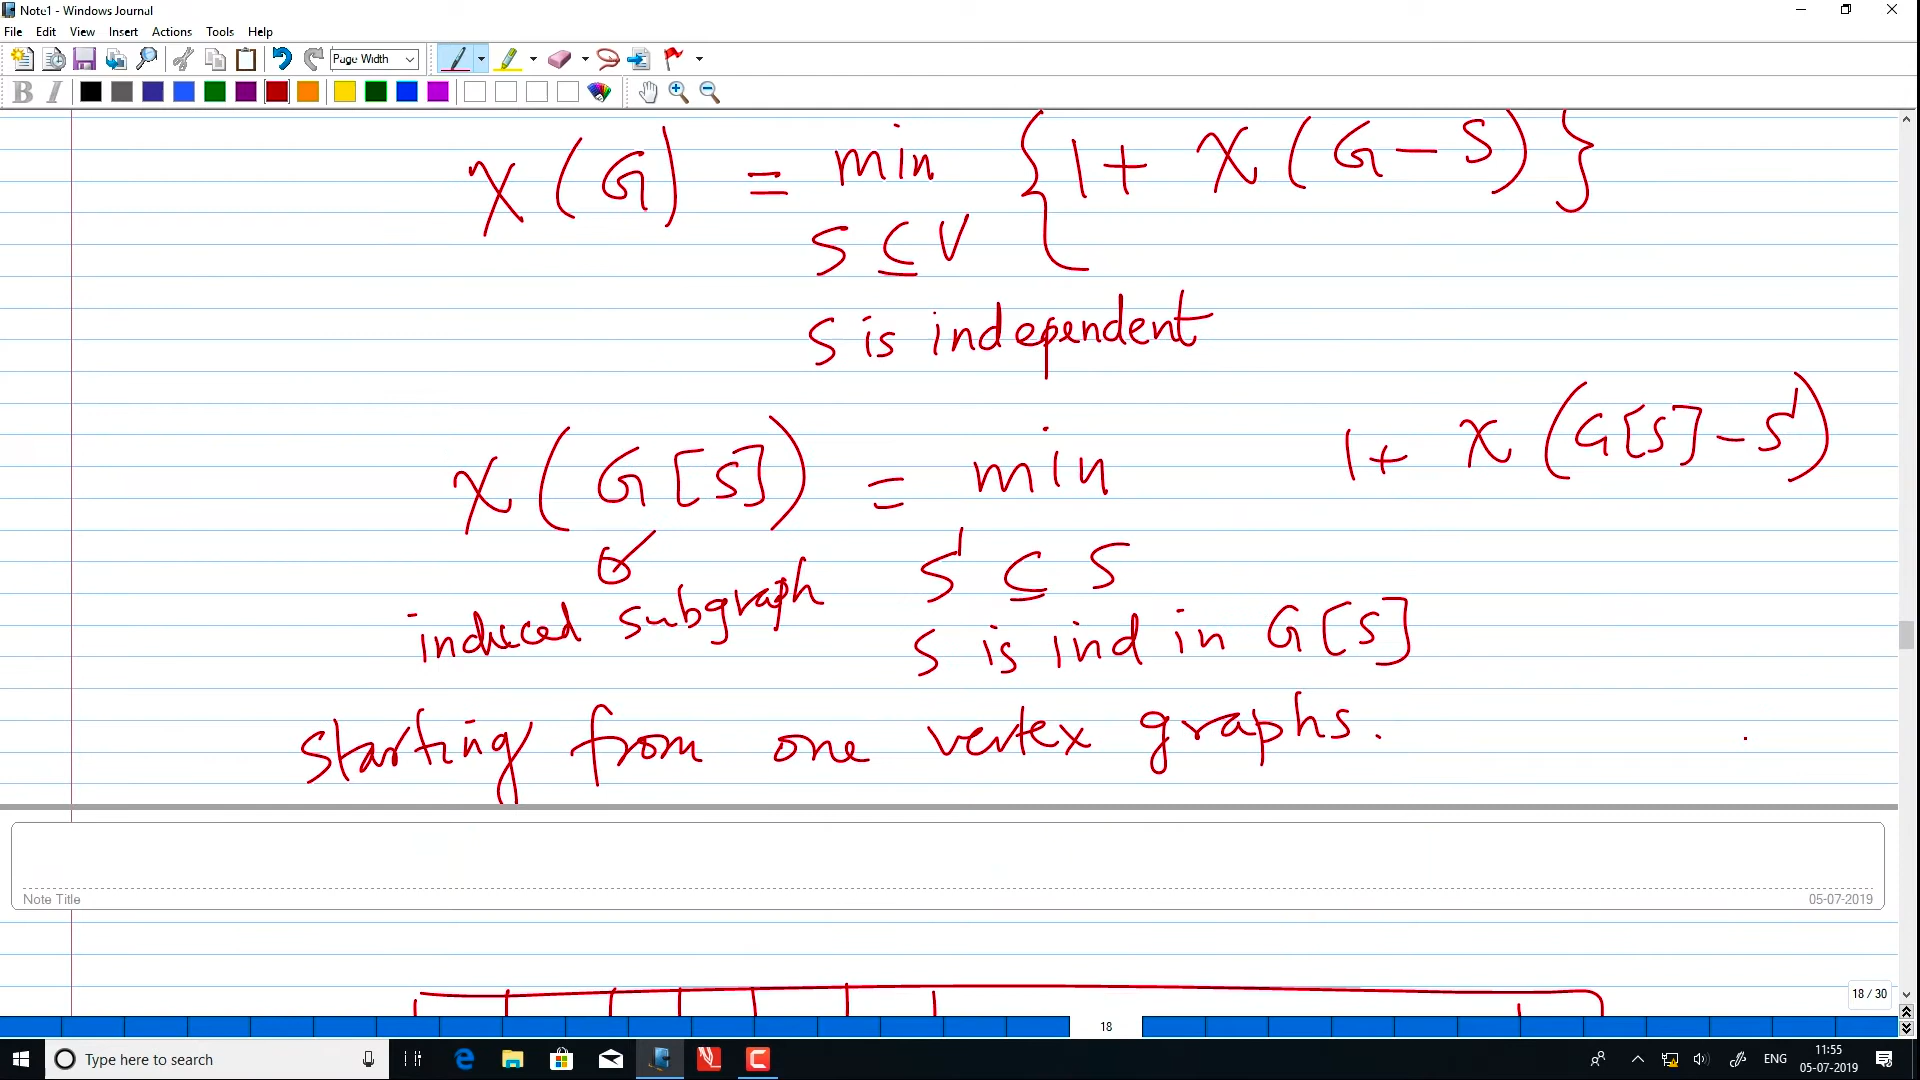 Note1 - Windows Journal
File Edit View Insert Actions Tools Help
Page Width
B I
χ(G) = min {1 + χ(G - S)}
S ⊆ V
S is independent
χ(G[S]) = min 1 + χ(G[S] - S')
S' ⊆ S
induced subgraph
S is ind in G[S]
starting from one vertex graphs.
Note Title 05-07-2019
18 / 30
18
Type here to search
ENG
11:55
05-07-2019